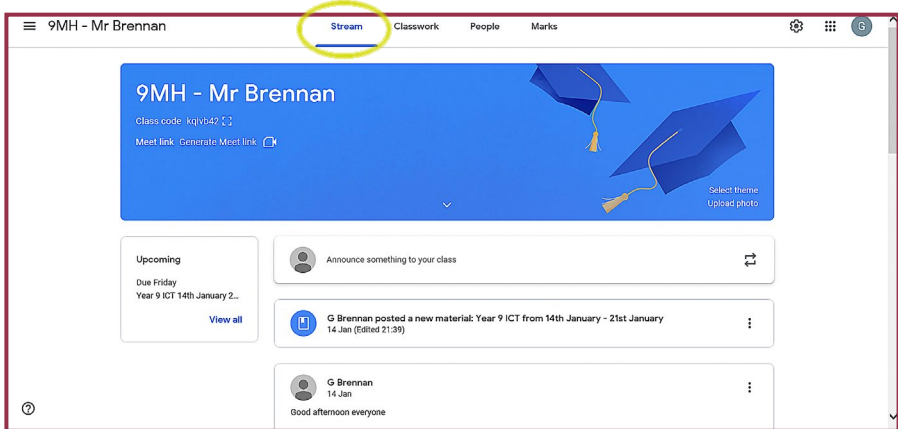 9MH - Mr Brennan
Stream Classwork People Marks
G
9MH - Mr Brennan
Class code kqivb42
Meet link Generate Meet link
Select theme
Upload photo
Upcoming
Due Friday
Year 9 ICT 14th January 2...
View all
Announce something to your class
G Brennan posted a new material: Year 9 ICT from 14th January - 21st January
14 Jan (Edited 21:39)
G Brennan
14 Jan
Good afternoon everyone